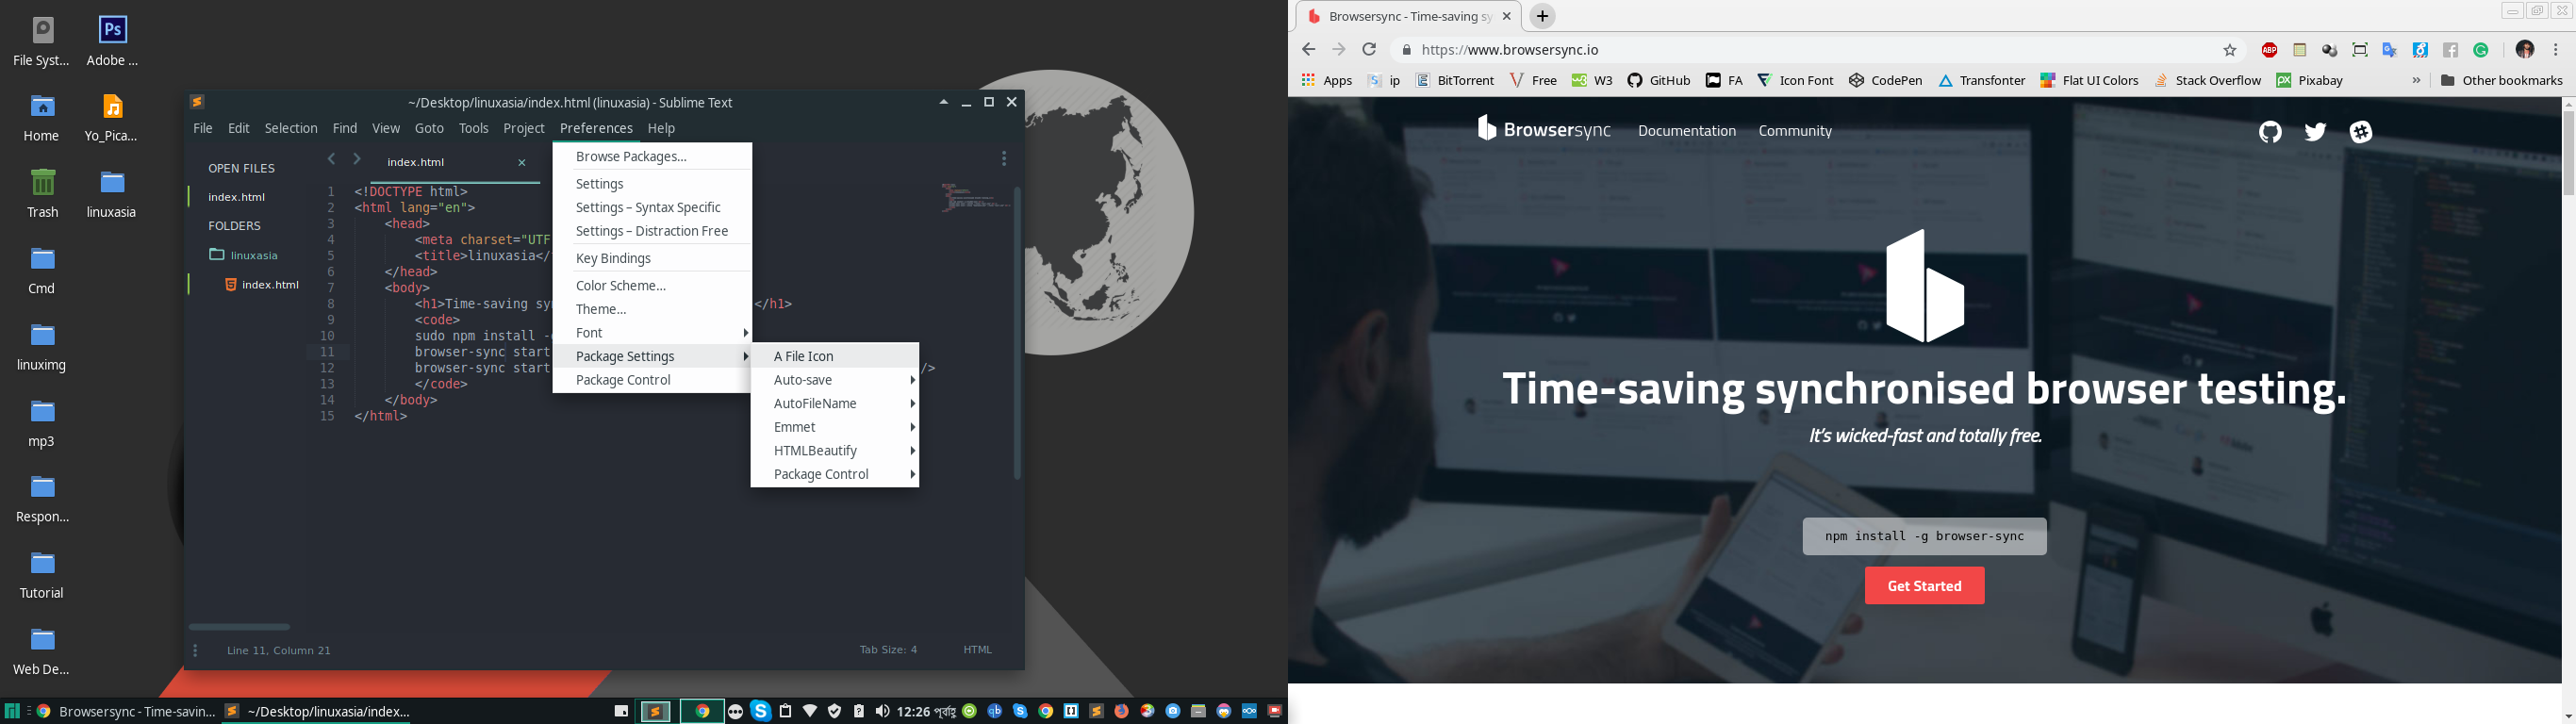 File Syst...
Adobe ...
Home
Yo_Pica...
Trash
linuxasia
Cmd
linuximg
mp3
Respon...
Tutorial
Web De...
~/Desktop/linuxasia/index.html (linuxasia) - Sublime Text
File Edit Selection Find View Goto Tools Project Preferences Help
OPEN FILES
index.html
FOLDERS
linuxasia
index.html
index.html
1 <!DOCTYPE html>
2 <html lang="en">
3 <head>
4 <meta charset="UTF
5 <title>linuxasia</
6 </head>
7 <body>
8 <h1>Time-saving sy </h1>
9 <code>
10 sudo npm install -
11 browser-sync start
12 browser-sync start />
13 </code>
14 </body>
15 </html>
Browse Packages...
Settings
Settings – Syntax Specific
Settings – Distraction Free
Key Bindings
Color Scheme...
Theme...
Font
Package Settings
Package Control
A File Icon
Auto-save
AutoFileName
Emmet
HTMLBeautify
Package Control
Line 11, Column 21
Tab Size: 4
HTML
Browsersync - Time-savin...
~/Desktop/linuxasia/index...
12:26 পূর্বাহ্ণ
Browsersync - Time-saving sy
https://www.browsersync.io
Apps ip BitTorrent Free W3 GitHub FA Icon Font CodePen Transfonter Flat UI Colors Stack Overflow Pixabay » Other bookmarks
Browsersync Documentation Community
Time-saving synchronised browser testing.
It's wicked-fast and totally free.
npm install -g browser-sync
Get Started